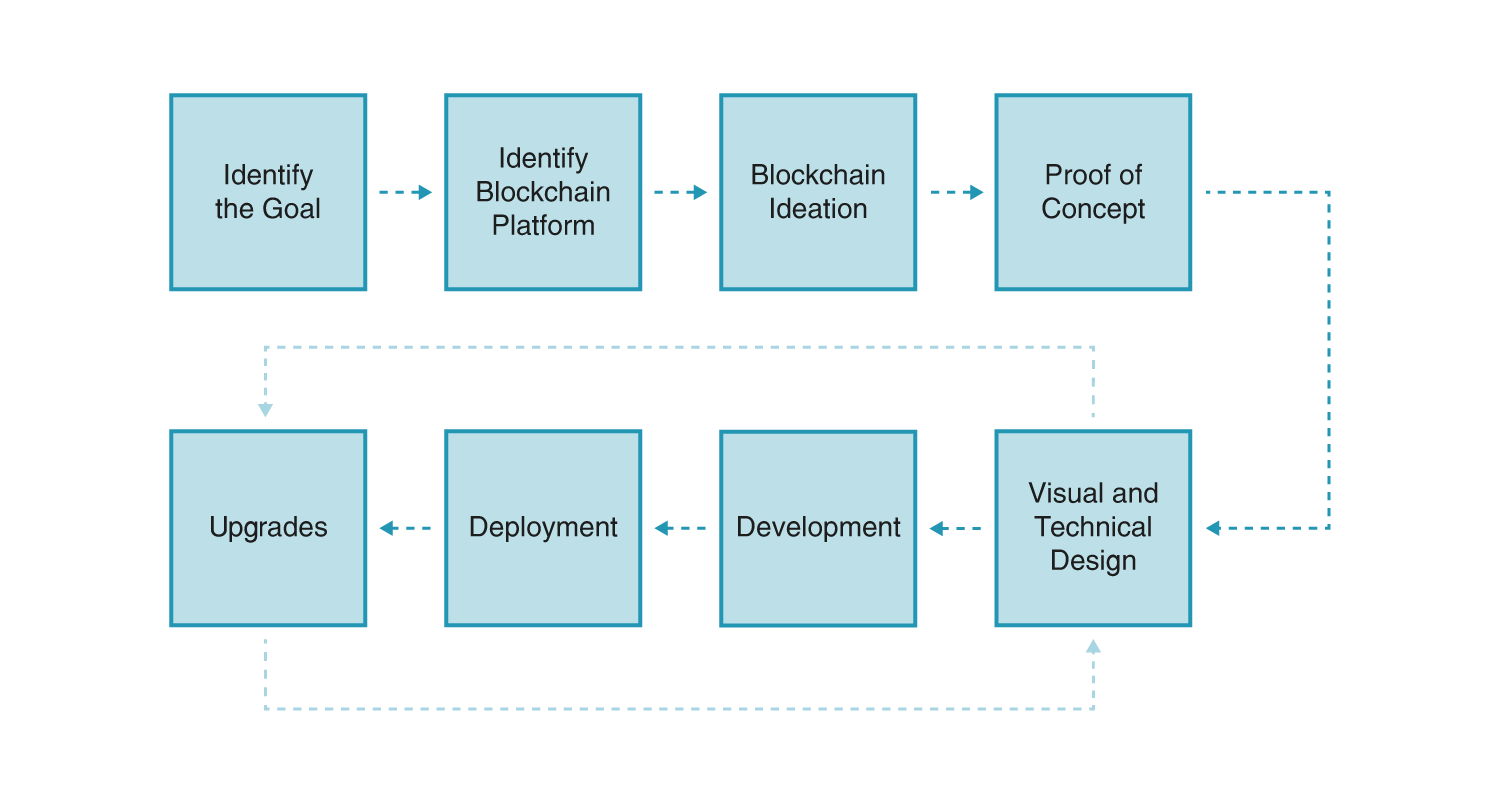 Identify
the Goal
Identify
Blockchain
Platform
Blockchain
Ideation
Proof of
Concept
Upgrades
Deployment
Development
Visual and
Technical
Design